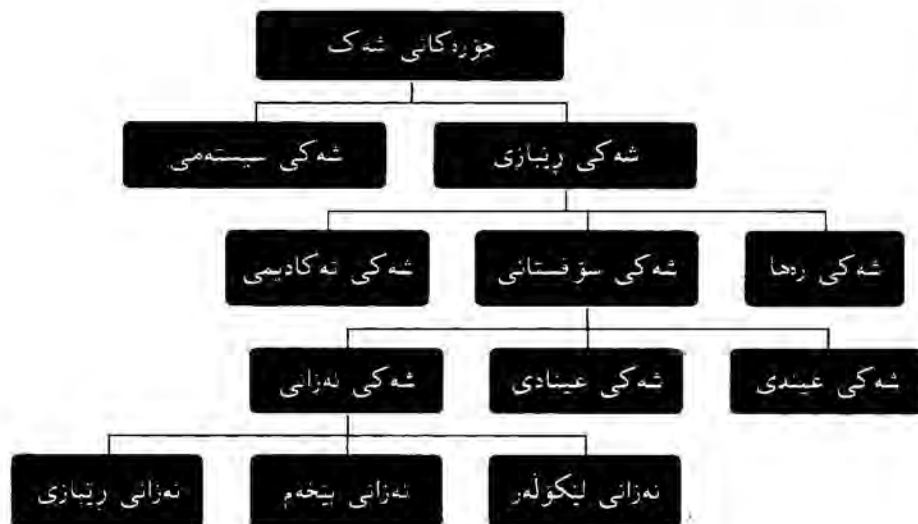 جۆرەکانی شەک
شەکی ڕێبازی
شەکی سیستەمی
شەکی ڕەها
شەکی سۆفستانی
شەکی ئەکادیمی
شەکی عیندی
شەکی عینادی
شەکی نەزانی
نەزانی لێکۆڵەر
نەزانی بێخەم
نەزانی ڕێبازی